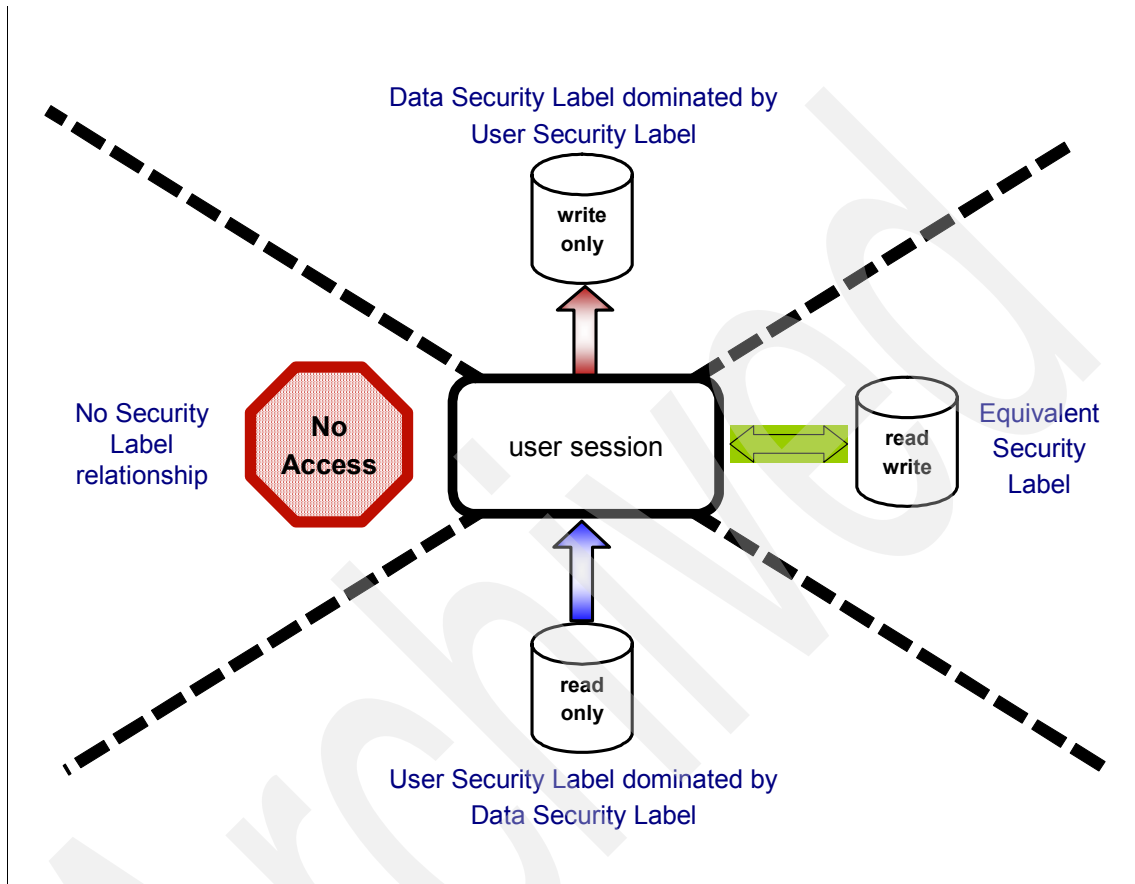 Data Security Label dominated by
User Security Label
write
only
No Security
Label
relationship
No
Access
user session
read
write
Equivalent
Security
Label
read
only
User Security Label dominated by
Data Security Label
Archived